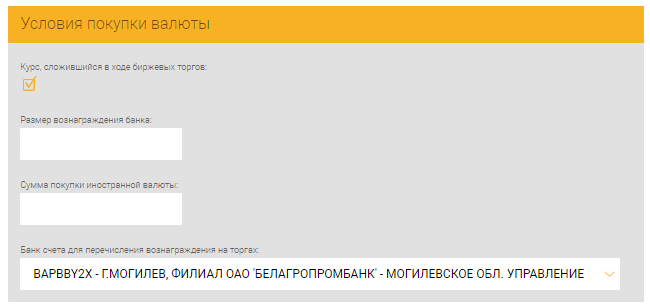 Условия покупки валюты
Курс, сложившийся в ходе биржевых торгов:
Размер вознаграждения банка:
Сумма покупки иностранной валюты:
Банк счета для перечисления вознаграждения на торгах:
BAPBBY2X - Г.МОГИЛЕВ, ФИЛИАЛ ОАО 'БЕЛАГРОПРОМБАНК' - МОГИЛЕВСКОЕ ОБЛ. УПРАВЛЕНИЕ